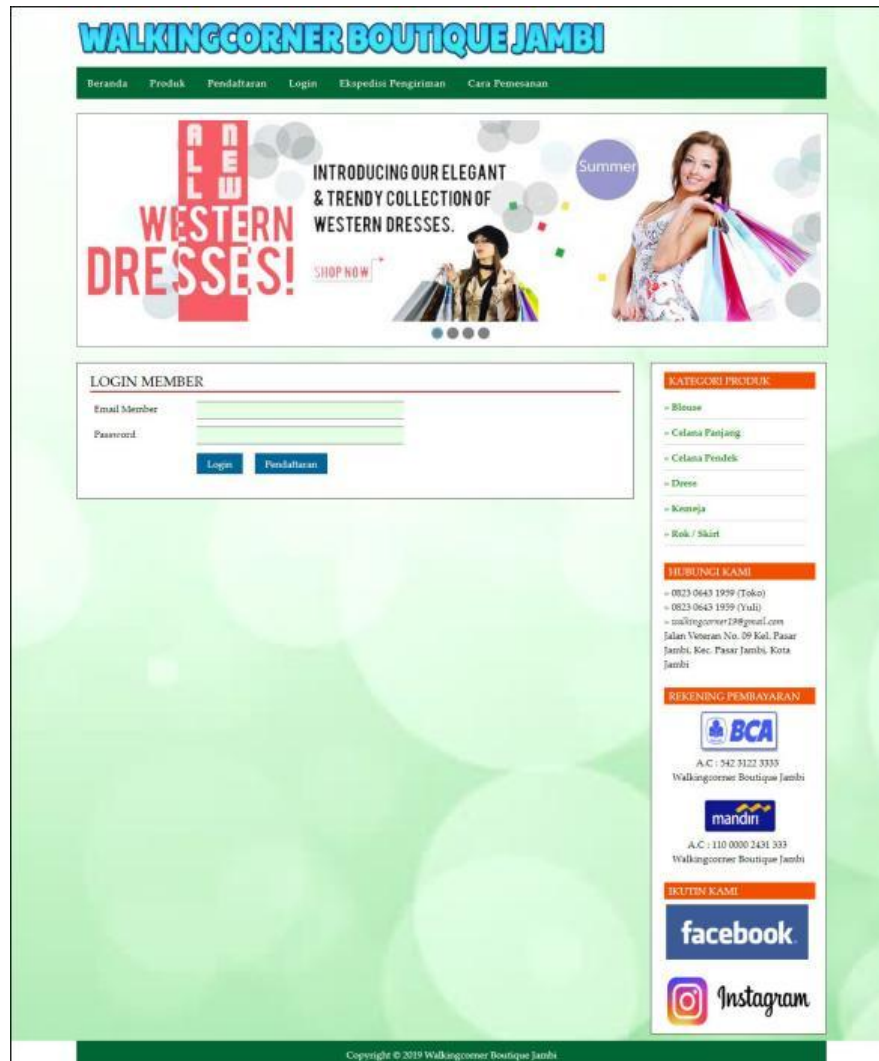 WALKINGCORNER BOUTIQUE JAMBI
Beranda Produk Pendaftaran Login Ekspedisi Pengiriman Cara Pemesanan
ALL NEW
WESTERN
DRESSES!
INTRODUCING OUR ELEGANT
& TRENDY COLLECTION OF
WESTERN DRESSES.
SHOP NOW
Summer
LOGIN MEMBER
Email Member
Password
Login Pendaftaran
KATEGORI PRODUK
» Blouse
» Celana Panjang
» Celana Pendek
» Dress
» Kemeja
» Rok / Skirt
HUBUNGI KAMI
» 0823 0643 1959 (Toko)
» 0823 0643 1959 (Yuli)
» walkingcorner19@gmail.com
Jalan Veteran No. 09 Kel. Pasar
Jambi, Kec. Pasar Jambi, Kota
Jambi
REKENING PEMBAYARAN
BCA
A.C : 542 3122 3333
Walkingcorner Boutique Jambi
mandiri
A.C : 110 0000 2431 333
Walkingcorner Boutique Jambi
IKUTIN KAMI
facebook
Instagram
Copyright © 2019 Walkingcorner Boutique Jambi